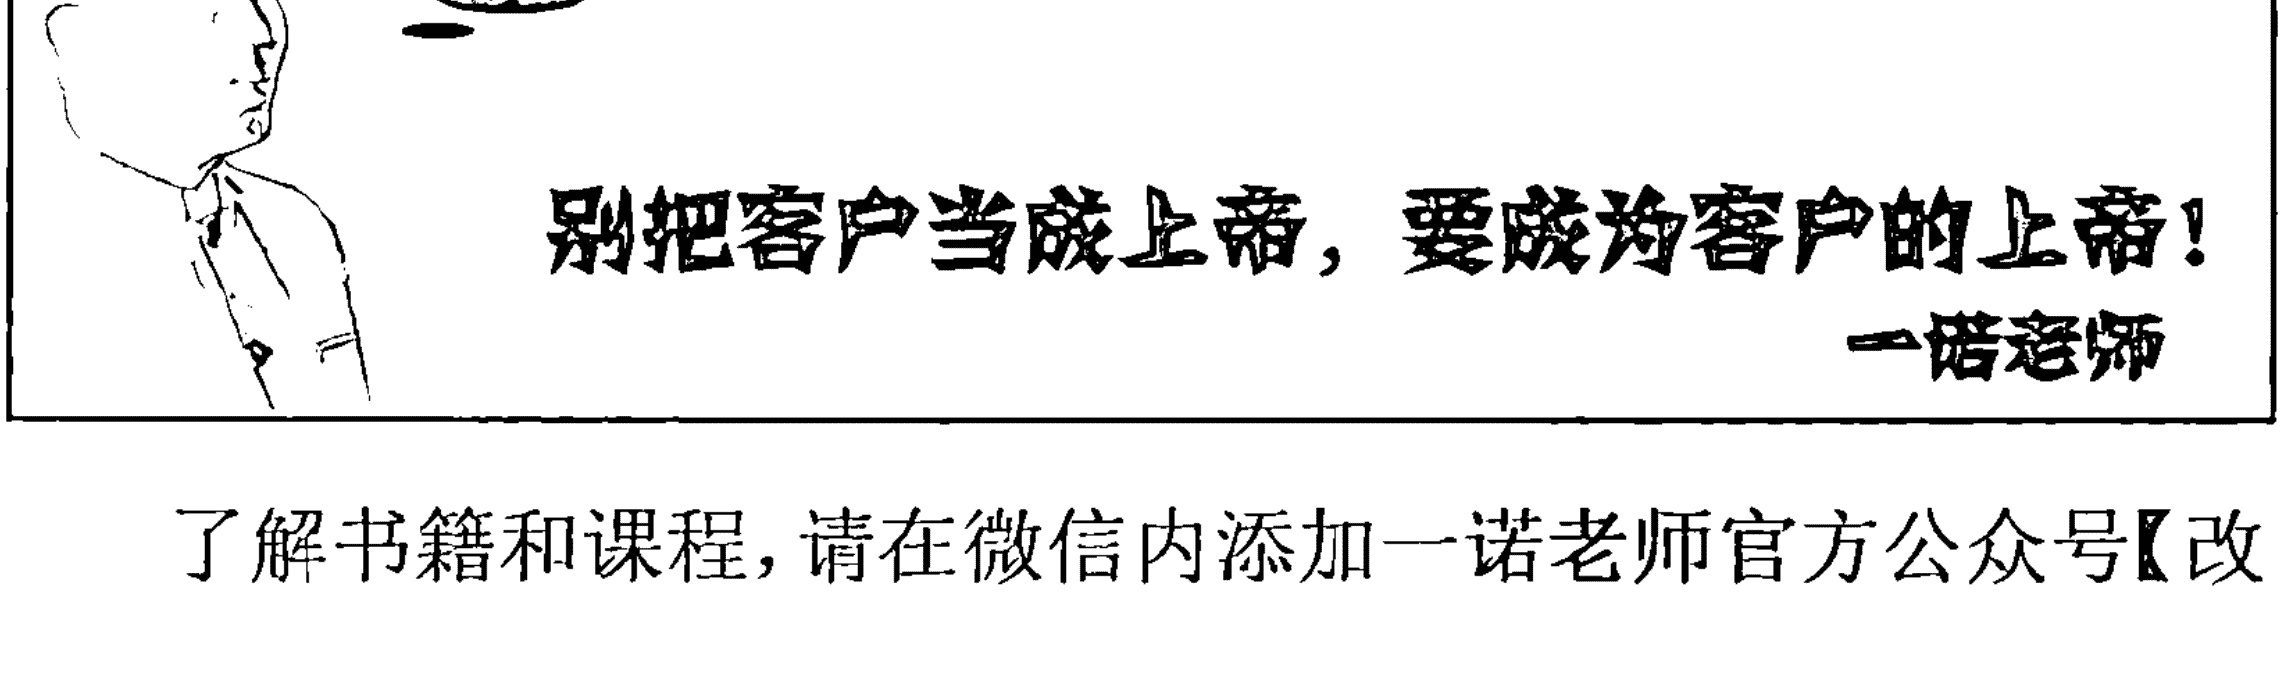 别把客户当成上帝，要成为客户的上帝！
一诺老师
了解书籍和课程，请在微信内添加一诺老师官方公众号【改